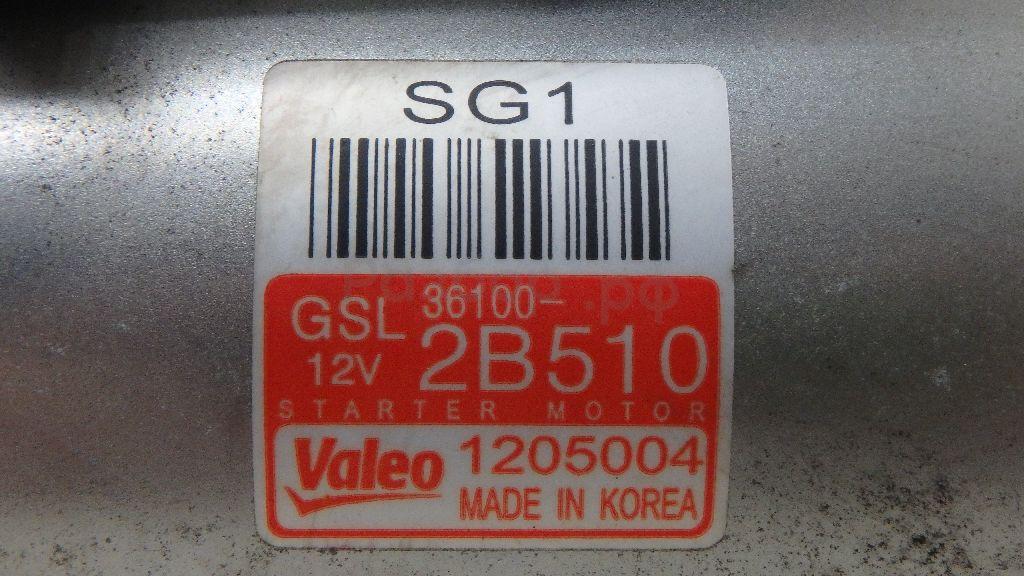 SG1
GSL 36100-
12V 2B510
STARTER MOTOR
Valeo 1205004
MADE IN KOREA